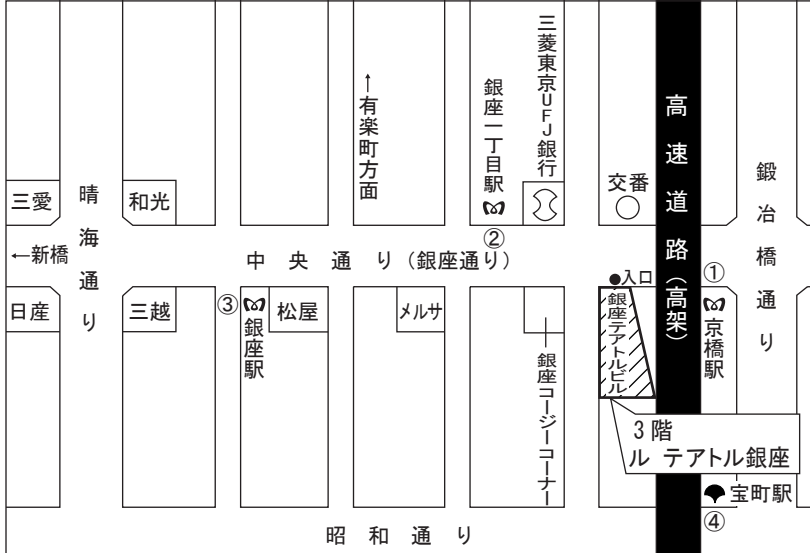 三菱東京UFJ銀行
←有楽町方面
銀座一丁目駅
高速道路(高架)
交番
鍛冶橋通り
三愛
晴海通り
和光
←新橋
中央通り(銀座通り)
②
●入口
①
日産
三越
③
銀座駅
松屋
メルサ
銀座コージーコーナー
銀座テアトルビル
京橋駅
3階
ル テアトル銀座
宝町駅
④
昭和通り